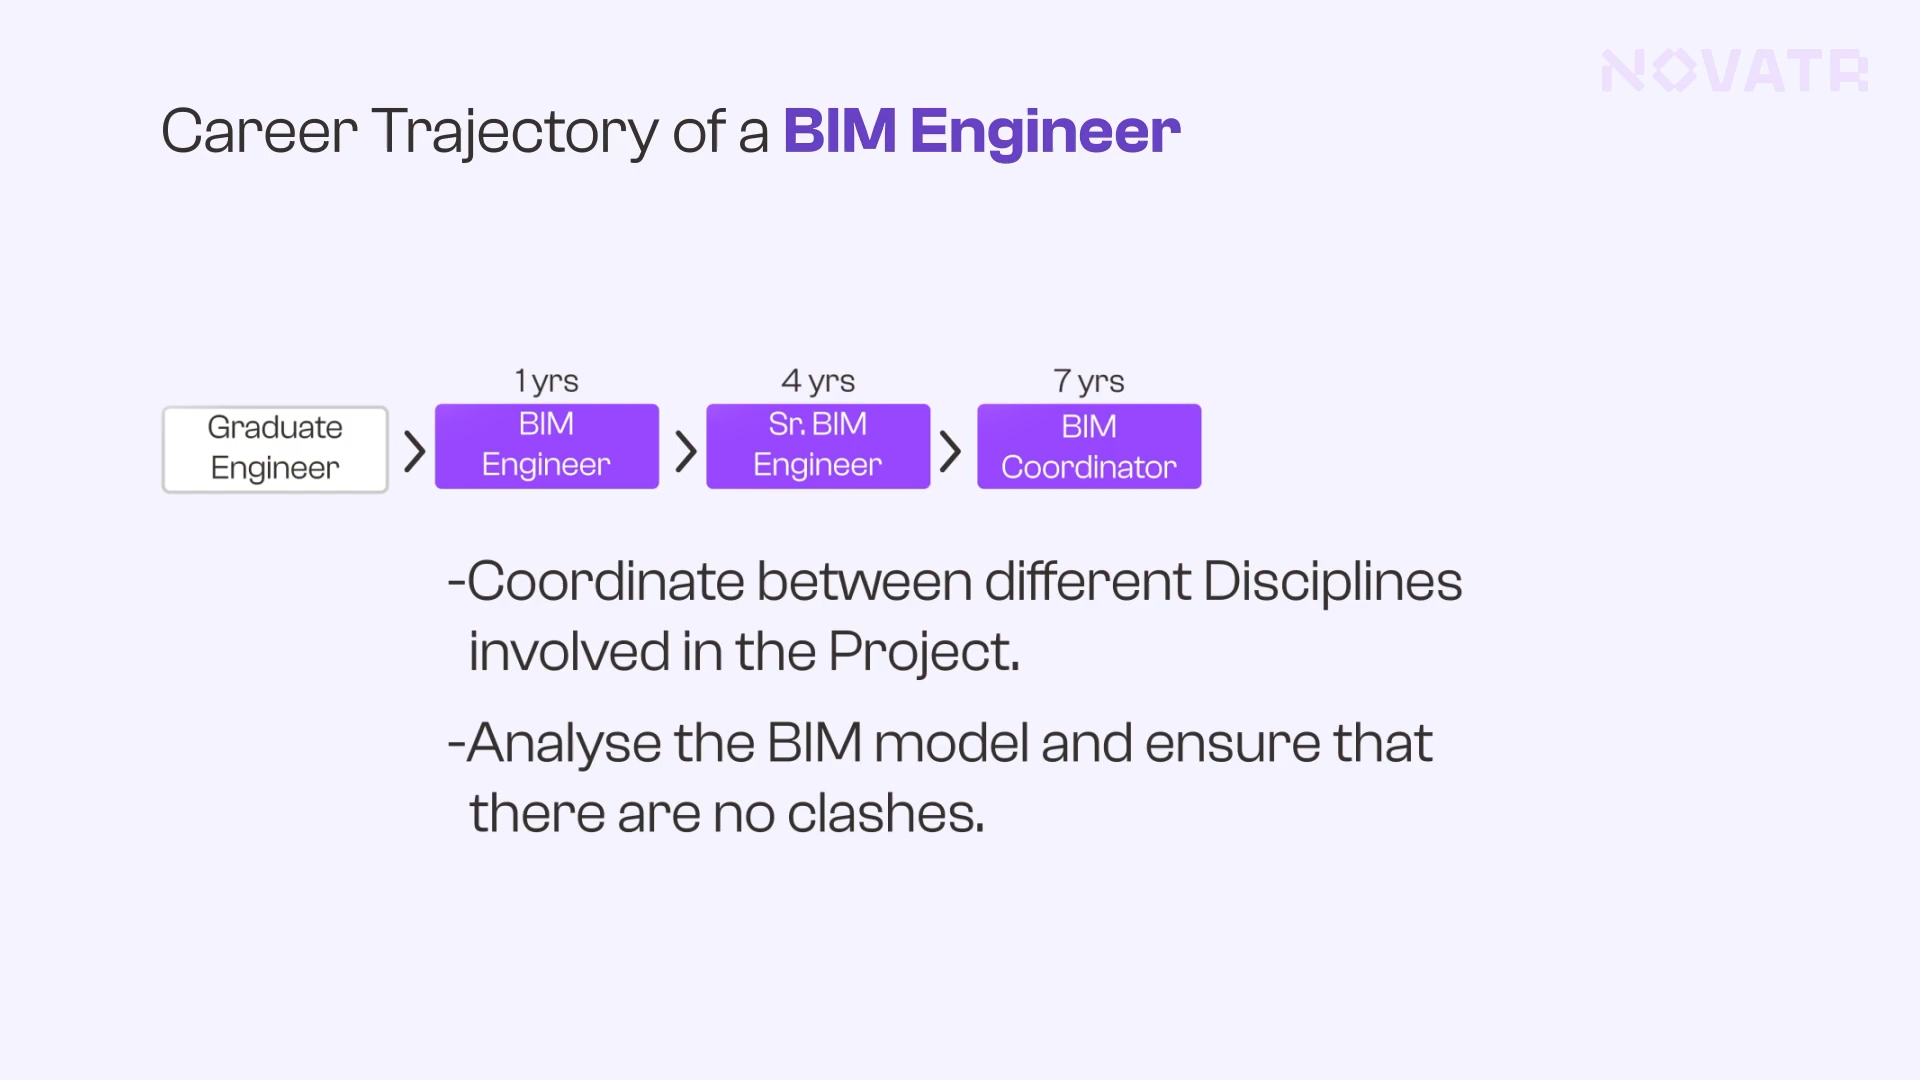 NOVATR
Career Trajectory of a BIM Engineer
1 yrs
4 yrs
7 yrs
Graduate
Engineer
BIM
Engineer
Sr. BIM
Engineer
BIM
Coordinator
-Coordinate between different Disciplines
involved in the Project.
-Analyse the BIM model and ensure that
there are no clashes.